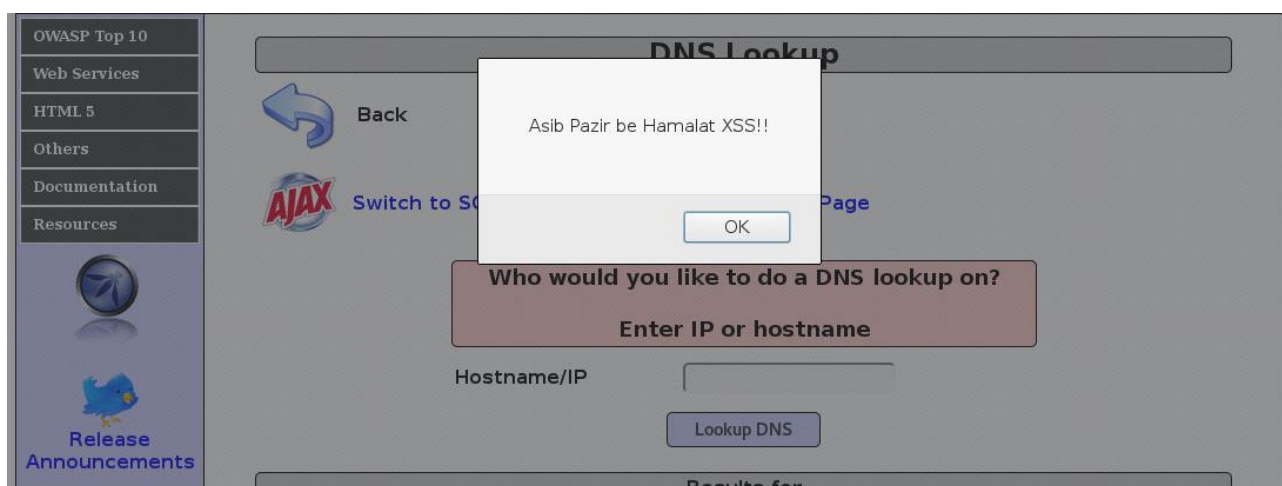 OWASP Top 10
Web Services
HTML 5
Others
Documentation
Resources
Release
Announcements
DNS Lookup
Back
AJAX
Switch to SO
Page
Asib Pazir be Hamalat XSS!!
OK
Who would you like to do a DNS lookup on?
Enter IP or hostname
Hostname/IP
Lookup DNS
Results for